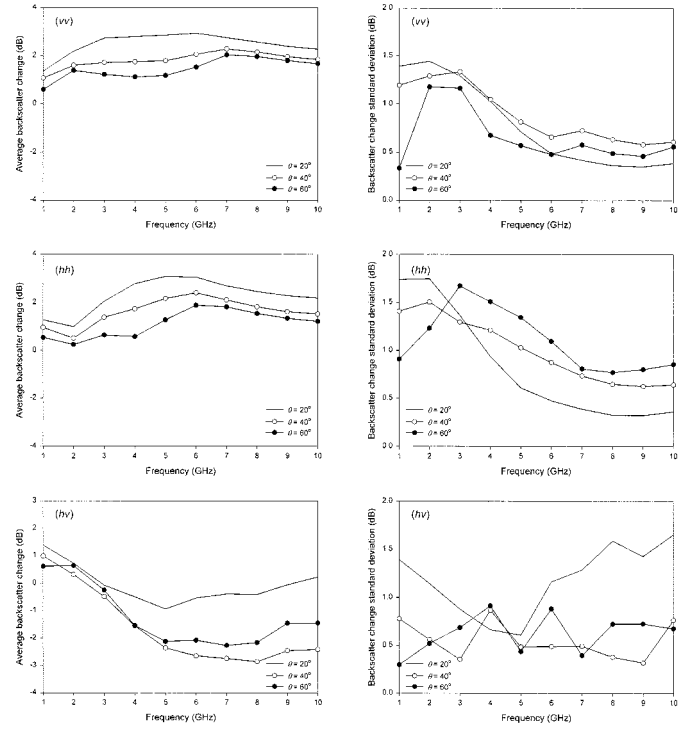 (vv)
Average backscatter change (dB)
4
2
0
-2
-4
θ = 20°
θ = 40°
θ = 60°
1 2 3 4 5 6 7 8 9 10
Frequency (GHz)
(vv)
Backscatter change standard deviation (dB)
2.0
1.5
1.0
0.5
0.0
θ = 20°
θ = 40°
θ = 60°
1 2 3 4 5 6 7 8 9 10
Frequency (GHz)
(hh)
Average backscatter change (dB)
4
2
0
-2
-4
θ = 20°
θ = 40°
θ = 60°
1 2 3 4 5 6 7 8 9 10
Frequency (GHz)
(hh)
Backscatter change standard deviation (dB)
2.0
1.5
1.0
0.5
0.0
θ = 20°
θ = 40°
θ = 60°
1 2 3 4 5 6 7 8 9 10
Frequency (GHz)
(hv)
Average backscatter change (dB)
3
2
1
0
-1
-2
-3
-4
θ = 20°
θ = 40°
θ = 60°
1 2 3 4 5 6 7 8 9 10
Frequency (GHz)
(hv)
Backscatter change standard deviation (dB)
2.0
1.5
1.0
0.5
0.0
θ = 20°
θ = 40°
θ = 60°
1 2 3 4 5 6 7 8 9 10
Frequency (GHz)